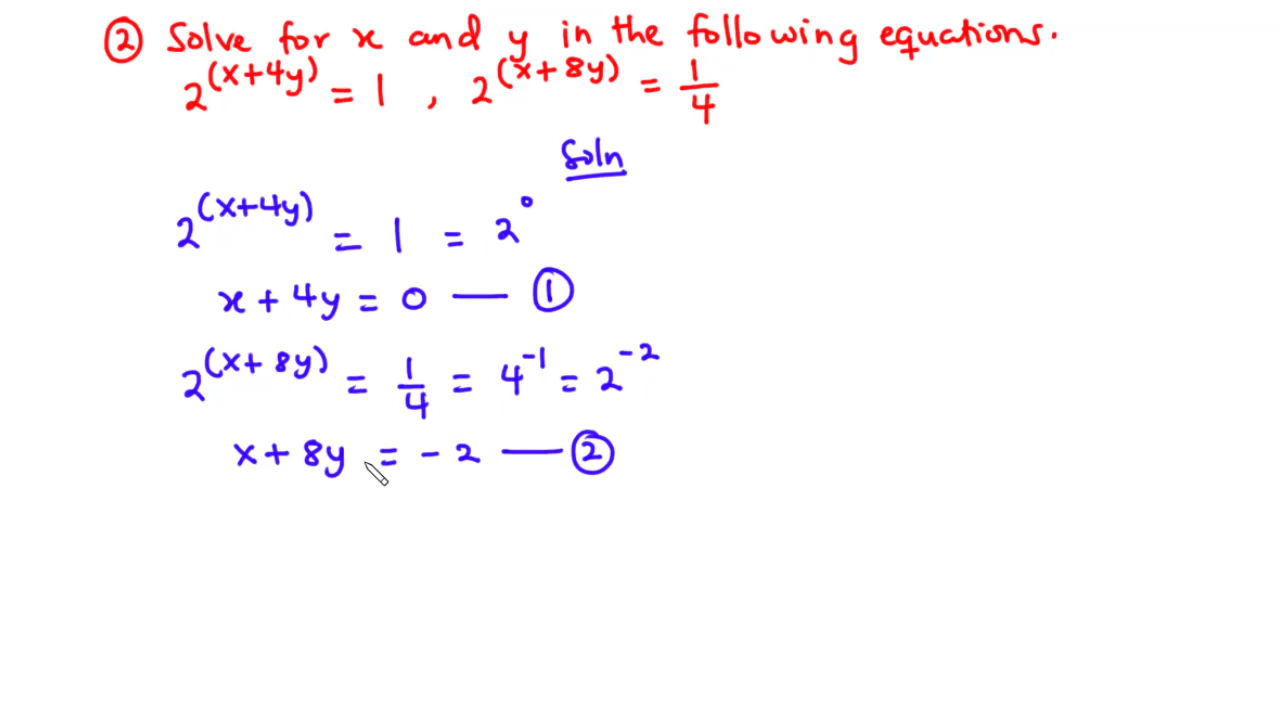 ② Solve for x and y in the following equations.
2^(x+4y) = 1 , 2^(x+8y) = 1/4
Soln
2^(x+4y) = 1 = 2^0
x + 4y = 0 — ①
2^(x+8y) = 1/4 = 4^-1 = 2^-2
x + 8y = -2 — ②